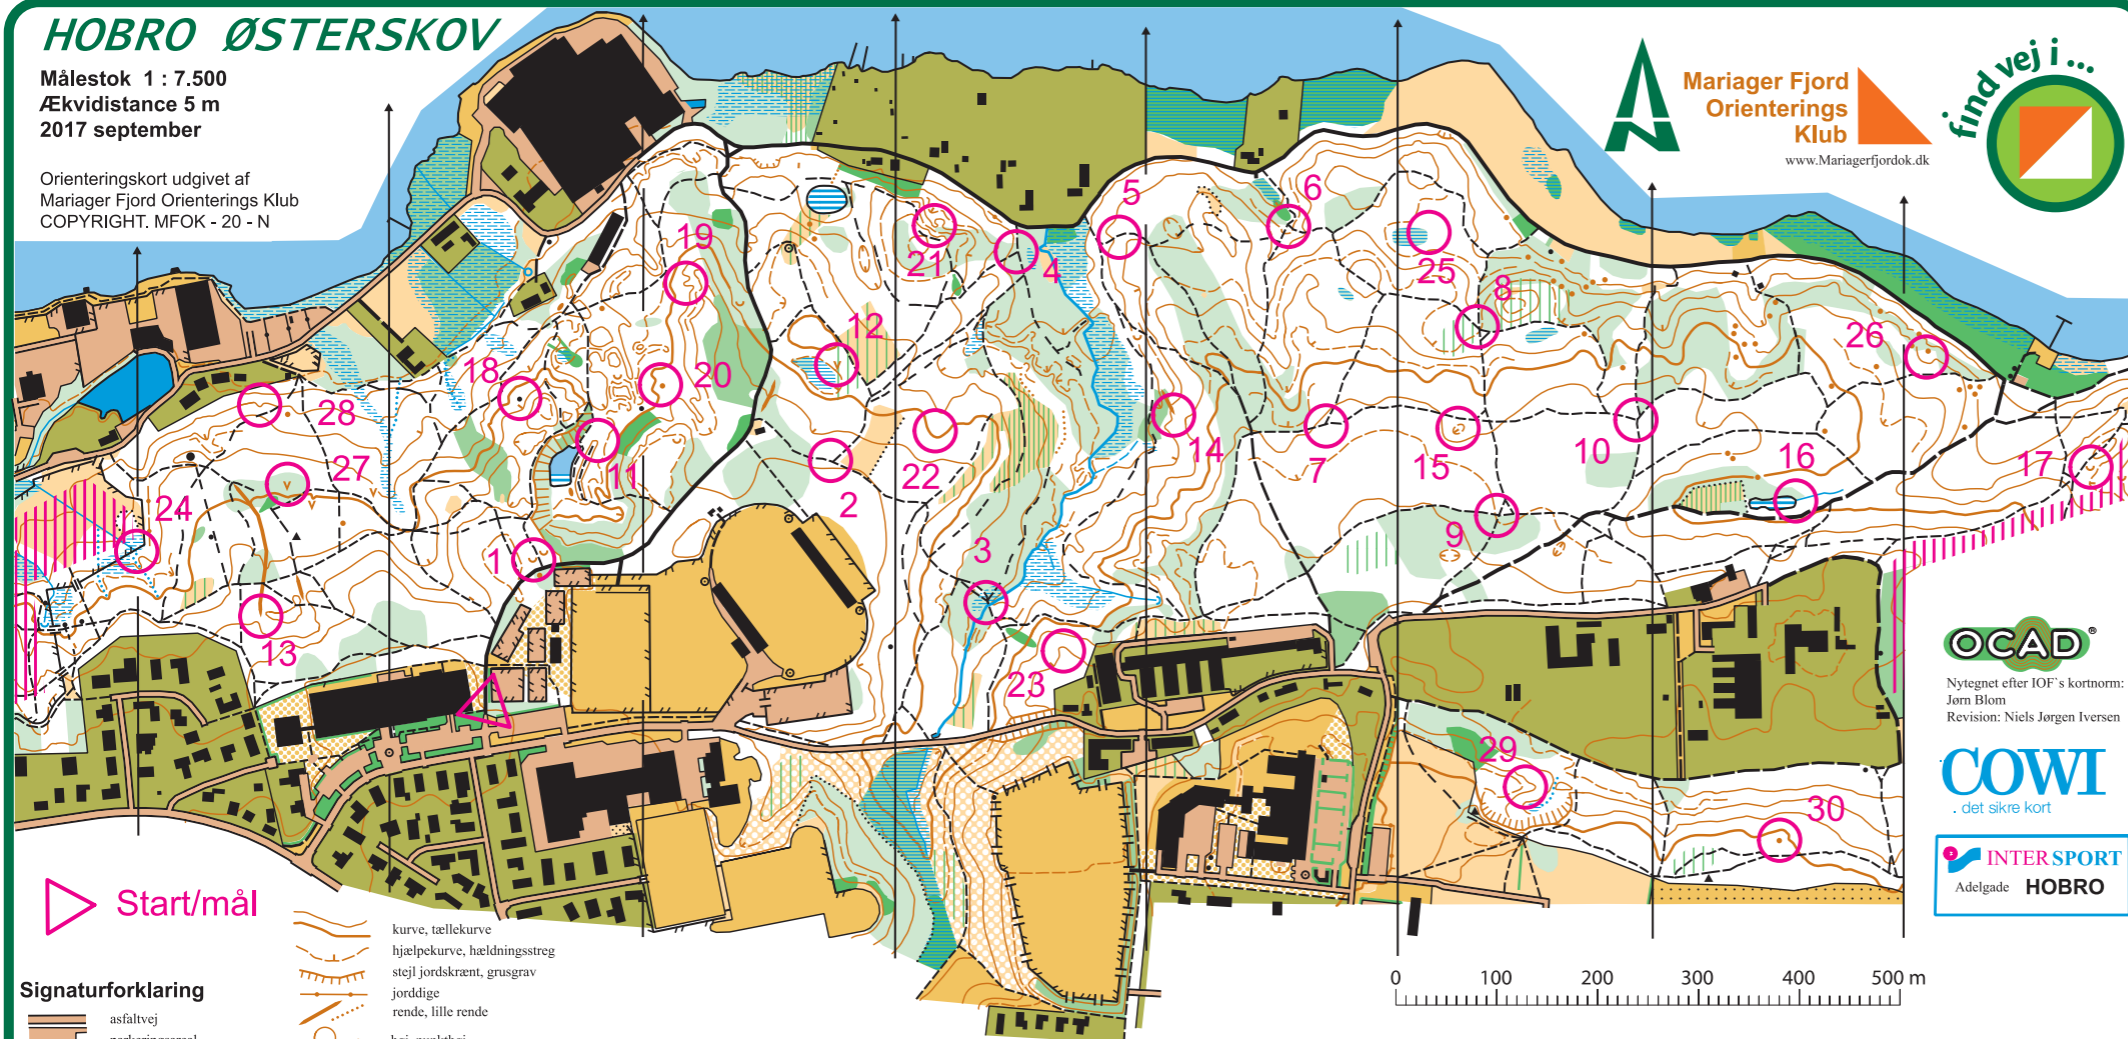 HOBRO ØSTERSKOV
Målestok 1 : 7.500
Ækvidistance 5 m
2017 september
Orienteringskort udgivet af
Mariager Fjord Orienterings Klub
COPYRIGHT. MFOK - 20 - N
N
Mariager Fjord
Orienterings
Klub
www.Mariagerfjordok.dk
find vej i ...
5
6
19
21
4
25
8
12
26
18
20
28
14
10
16
17
27
11
22
7
15
2
24
9
1
3
13
23
29
30
OCAD ®
Nytegnet efter IOF's kortnorm:
Jørn Blom
Revision: Niels Jørgen Iversen
COWI
. det sikre kort
INTERSPORT
Adelgade HOBRO
Start/mål
kurve, tællekurve
hjælpekurve, hældningsstreg
stejl jordskrænt, grusgrav
jorddige
rende, lille rende
Signaturforklaring
asfaltvej
0 100 200 300 400 500 m